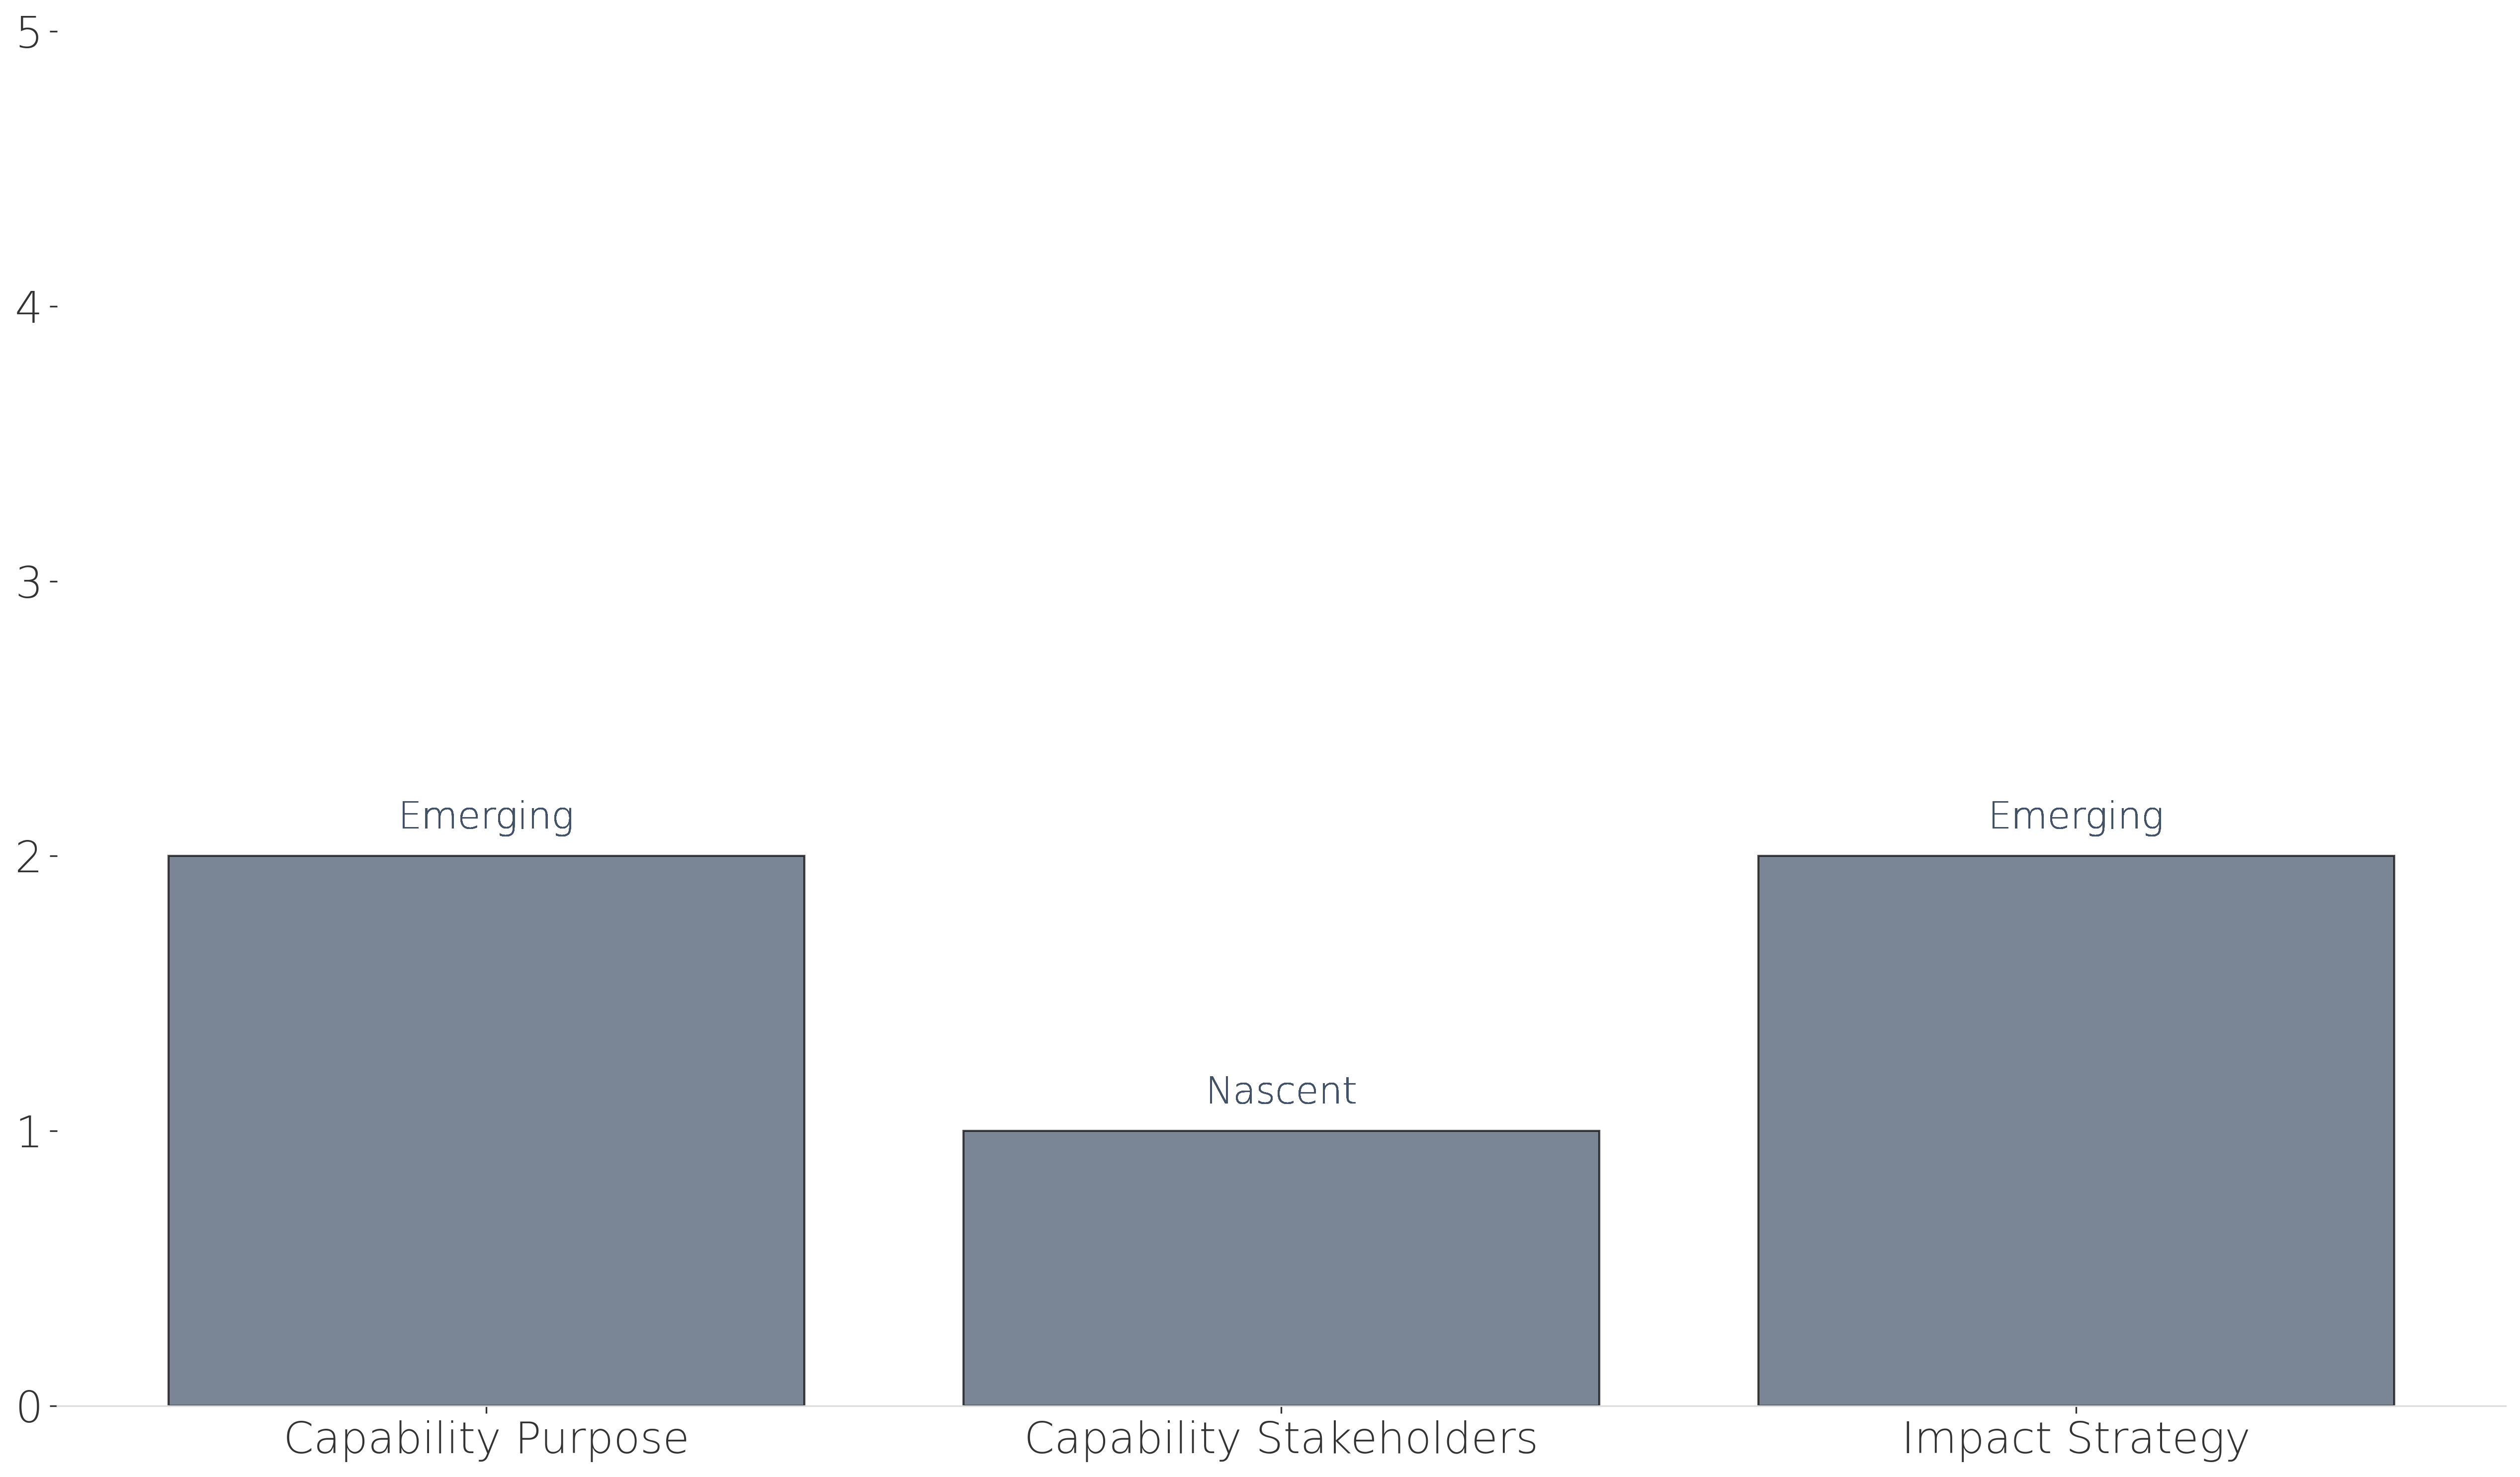 5
4
3
2
1
0
Emerging
Nascent
Emerging
Capability Purpose
Capability Stakeholders
Impact Strategy